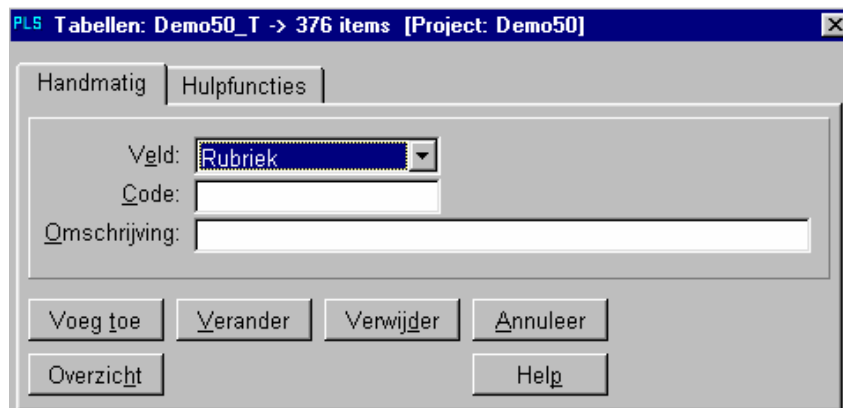 PLS Tabellen: Demo50_T -> 376 items [Project: Demo50]
Handmatig Hulpfuncties
Veld: Rubriek
Code:
Omschrijving:
Voeg toe Verander Verwijder Annuleer
Overzicht Help